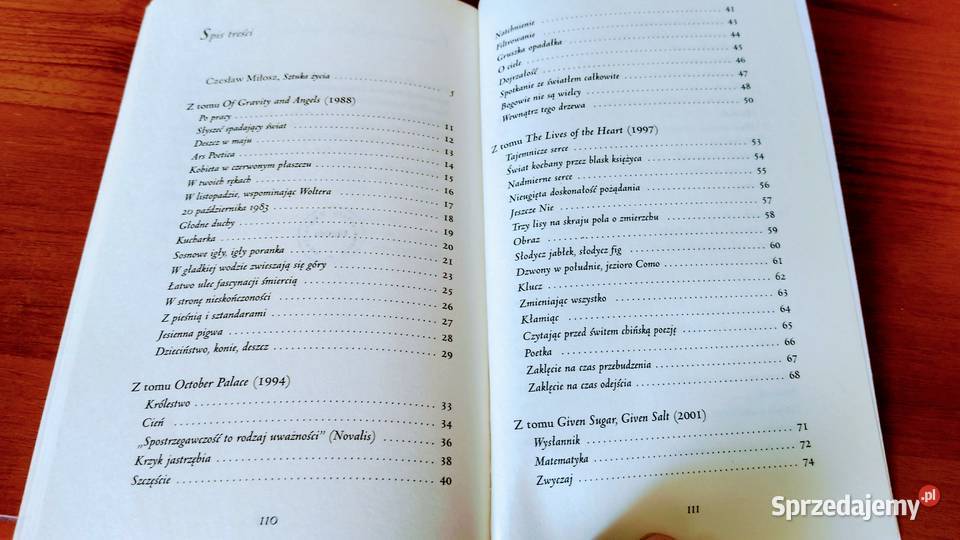 Spis treści
Czesław Miłosz, Sztuka życia 5
Z tomu Of Gravity and Angels (1988)
Po pracy 11
Słyszeć spadający świat 12
Deszcz w maju 13
Ars Poetica 14
Kobieta w czerwonym płaszczu 15
W twoich rękach 16
W listopadzie, wspominając Woltera 17
20 października 1983 18
Głodne duchy 19
Kucharka 20
Sosnowe igły, igły poranka 21
W gładkiej wodzie zwieszają się góry 23
Łatwo ulec fascynacji śmiercią 25
W stronę nieskończoności 26
Z pieśnią i sztandarami 27
Jesienna pigwa 28
Dzieciństwo, konie, deszcz 29
Z tomu October Palace (1994)
Królestwo 33
Cień 34
„Spostrzegawczość to rodzaj uważności” (Novalis) 36
Krzyk jastrzębia 38
Szczęście 40
110
Natchnienie 41
Filtrowanie 43
Gruszka opadałka 44
O ciele 45
Dojrzałość 46
Spotkanie ze światłem całkowite 47
Bogowie nie są wielcy 48
Wewnątrz tego drzewa 50
Z tomu The Lives of the Heart (1997)
Tajemnicze serce 53
Świat kochany przez blask księżyca 54
Nadmierne serce 55
Nieugięta doskonałość pożądania 56
Jeszcze Nie 57
Trzy lisy na skraju pola o zmierzchu 58
Obraz 59
Słodycz jabłek, słodycz fig 60
Dzwony w południe, jezioro Como 61
Klucz 62
Zmieniając wszystko 63
Kłamiąc 64
Czytając przed świtem chińską poezję 65
Poetka 66
Zaklęcie na czas przebudzenia 67
Zaklęcie na czas odejścia 68
Z tomu Given Sugar, Given Salt (2001)
Wysłannik 71
Matematyka 72
Zwyczaj 74
111
Sprzedajemy.pl